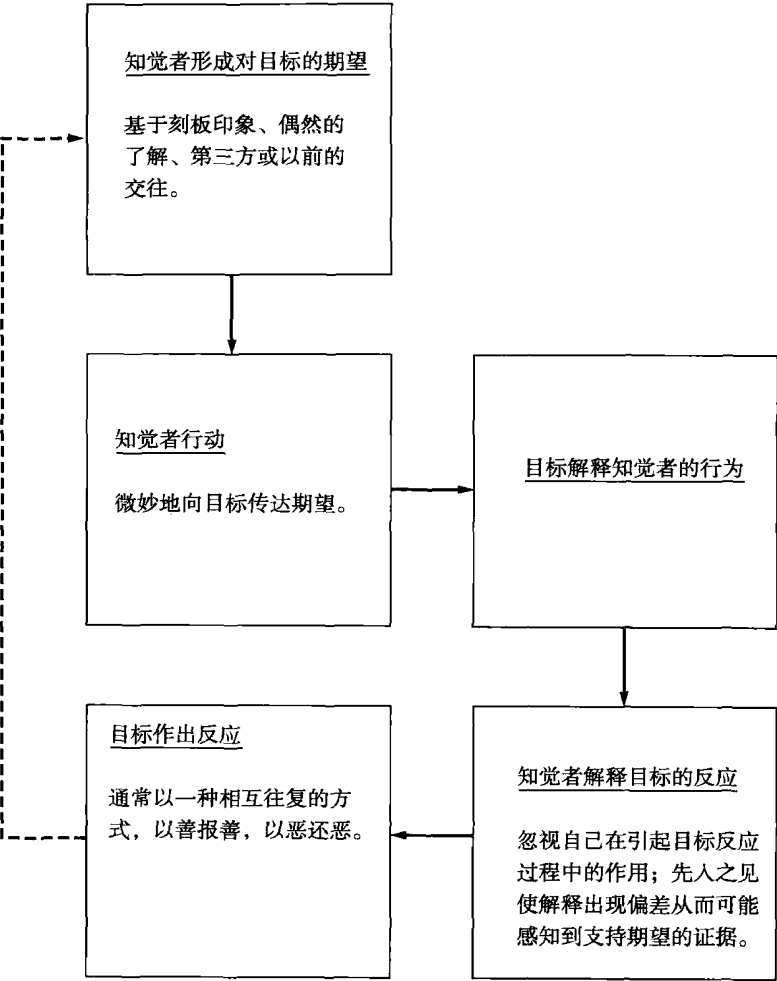 知觉者形成对目标的期望
基于刻板印象、偶然的
了解、第三方或以前的
交往。
知觉者行动
微妙地向目标传达期望。
目标解释知觉者的行为
目标作出反应
通常以一种相互往复的方
式，以善报善，以恶还恶。
知觉者解释目标的反应
忽视自己在引起目标反应
过程中的作用；先入之见
使解释出现偏差从而可能
感知到支持期望的证据。